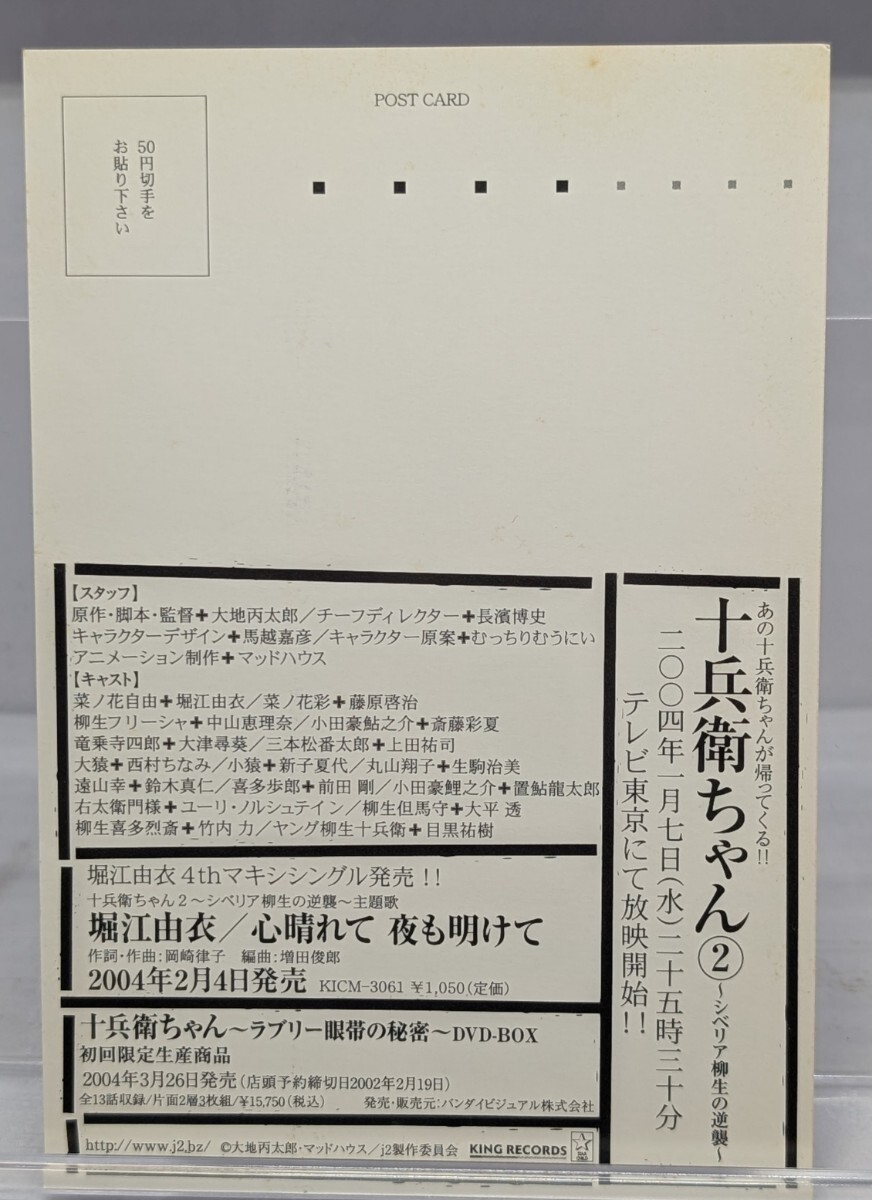 POST CARD
50円切手を
お貼り下さい
あの十兵衛ちゃんが帰ってくる!!
十兵衛ちゃん② ～シベリア柳生の逆襲～
二〇〇四年一月七日(水)二十五時三十分
テレビ東京にて放映開始!!
【スタッフ】
原作・脚本・監督✚大地丙太郎／チーフディレクター✚長濱博史
キャラクターデザイン✚馬越嘉彦／キャラクター原案✚むっちりむうにい
アニメーション制作✚マッドハウス
【キャスト】
菜ノ花自由✚堀江由衣／菜ノ花彩✚藤原啓治
柳生フリーシャ✚中山恵理奈／小田豪鮎之介✚斎藤彩夏
竜乗寺四郎✚大津尋葵／三本松番太郎✚上田祐司
大猿✚西村ちなみ／小猿✚新子夏代／丸山翔子✚生駒治美
遠山幸✚鈴木真仁／喜多歩郎✚前田 剛／小田豪鯉之介✚置鮎龍太郎
右太衛門様✚ユーリ・ノルシュテイン／柳生但馬守✚大平 透
柳生喜多烈斎✚竹内 力／ヤング柳生十兵衛✚目黒祐樹
堀江由衣4thマキシシングル発売!!
十兵衛ちゃん2～シベリア柳生の逆襲～主題歌
堀江由衣／心晴れて 夜も明けて
作詞・作曲:岡崎律子 編曲:増田俊郎
2004年2月4日発売 KICM-3061 ¥1,050(定価)
十兵衛ちゃん～ラブリー眼帯の秘密～DVD-BOX
初回限定生産商品
2004年3月26日発売(店頭予約締切日2002年2月19日)
全13話収録/片面2層3枚組/¥15,750(税込) 発売・販売元:バンダイビジュアル株式会社
http://www.j2.bz/ ©大地丙太郎・マッドハウス／j2製作委員会 KING RECORDS